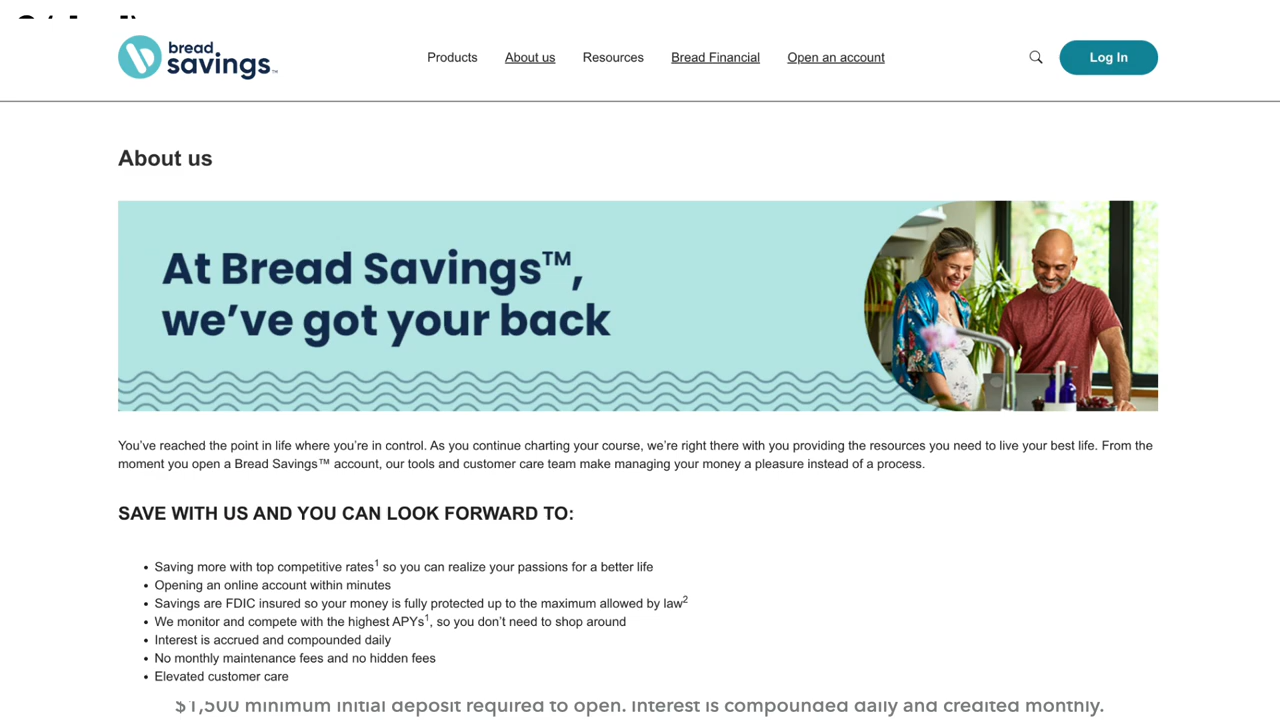 bread
savings™
Products
About us
Resources
Bread Financial
Open an account
Log In
About us
At Bread Savings™,
we’ve got your back
You’ve reached the point in life where you’re in control. As you continue charting your course, we’re right there with you providing the resources you need to live your best life. From the
moment you open a Bread Savings™ account, our tools and customer care team make managing your money a pleasure instead of a process.
SAVE WITH US AND YOU CAN LOOK FORWARD TO:
• Saving more with top competitive rates1 so you can realize your passions for a better life
• Opening an online account within minutes
• Savings are FDIC insured so your money is fully protected up to the maximum allowed by law2
• We monitor and compete with the highest APYs1, so you don’t need to shop around
• Interest is accrued and compounded daily
• No monthly maintenance fees and no hidden fees
• Elevated customer care
$1,500 minimum initial deposit required to open. Interest is compounded daily and credited monthly.